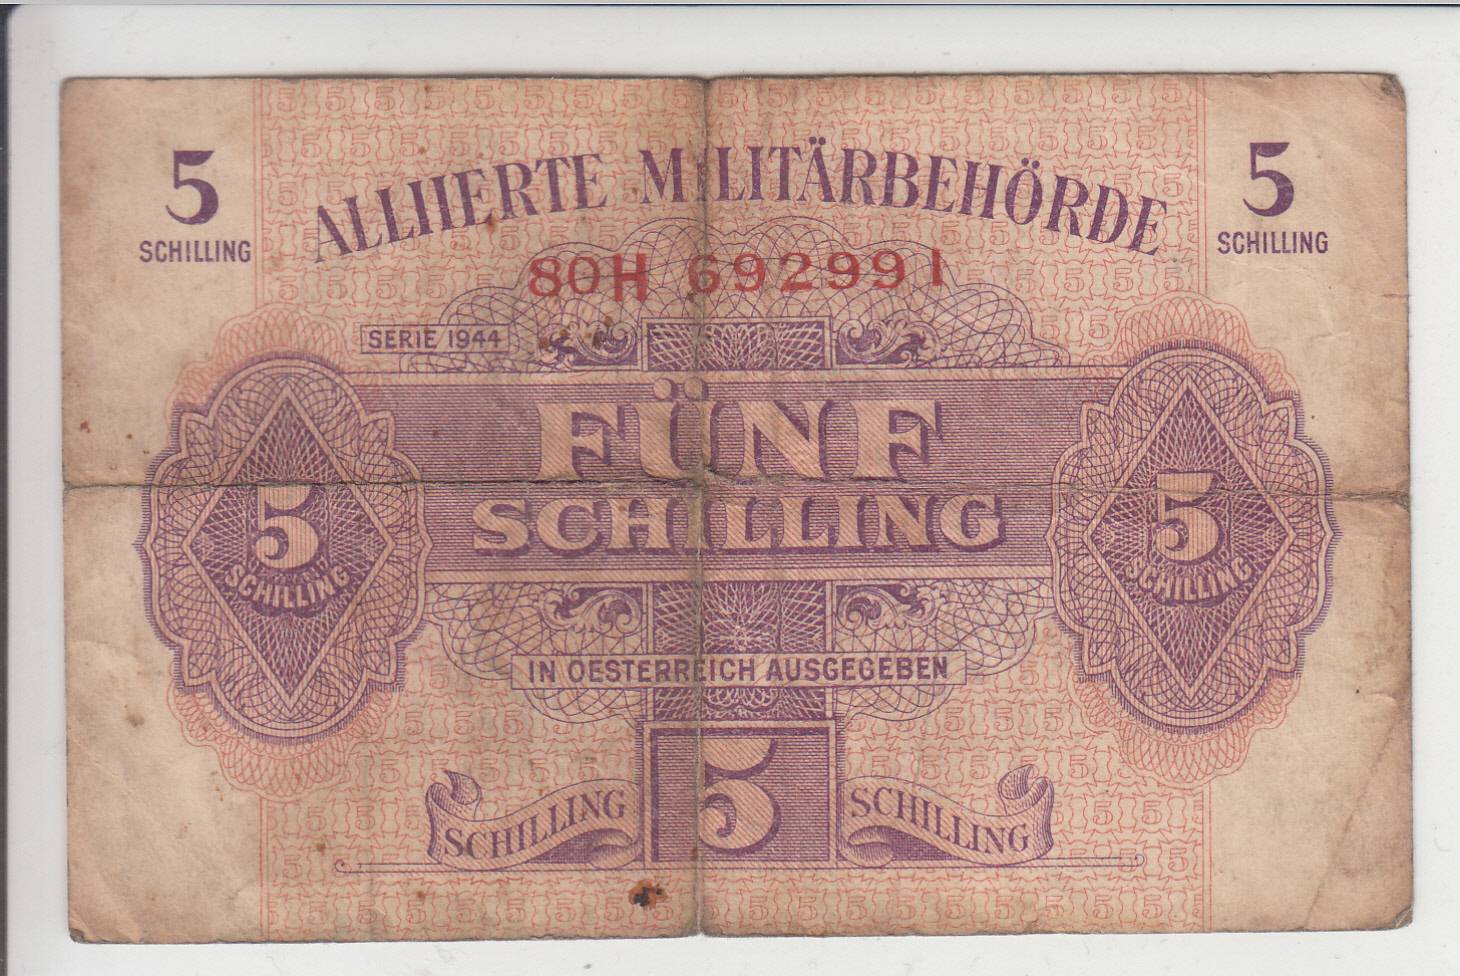 5
SCHILLING
ALLIIERTE MILITÄRBEHÖRDE
5
SCHILLING
80H 692991
SERIE 1944
FÜNF
SCHILLING
5
SCHILLING
5
SCHILLING
IN OESTERREICH AUSGEGEBEN
SCHILLING
5
SCHILLING